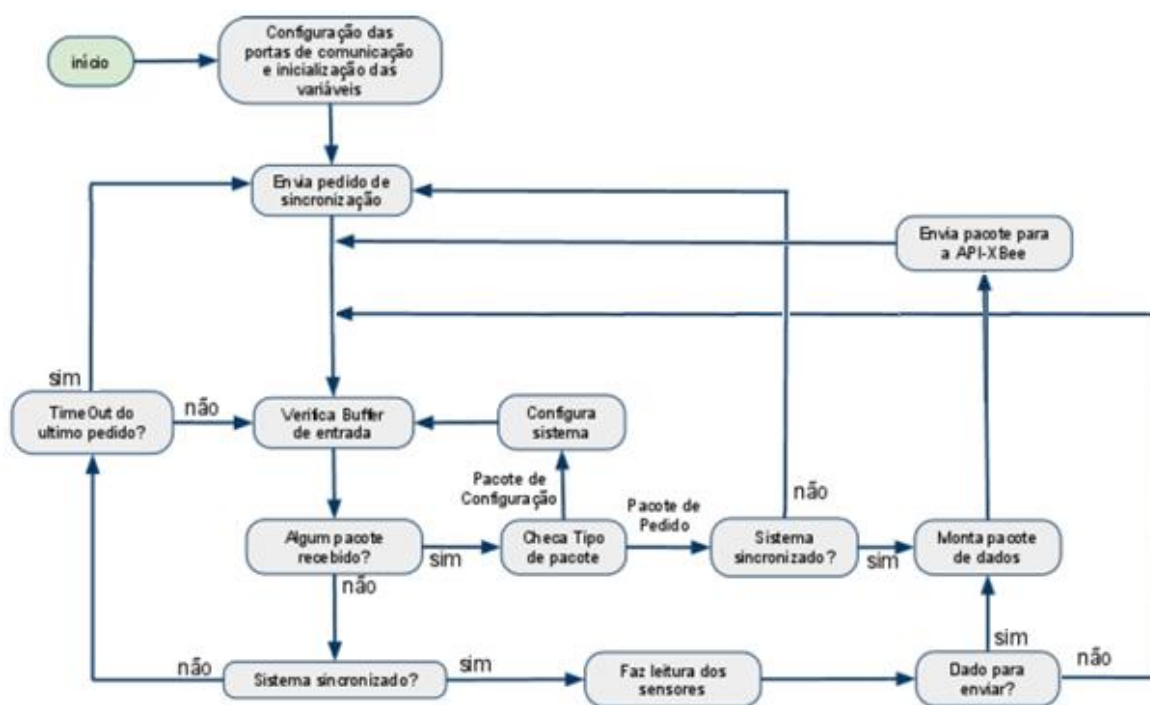 início
Configuração das
portas de comunicação
e inicialização das
variáveis
Envia pedido de
sincronização
Envia pacote para
a API-XBee
sim
TimeOut do
ultimo pedido?
não
Verifica Buffer
de entrada
Configura
sistema
Pacote de
Configuração
Pacote de
Pedido
não
Algum pacote
recebido?
sim
Checa Tipo
de pacote
Sistema
sincronizado?
sim
Monta pacote
de dados
não
sim
não
Sistema sincronizado?
sim
Faz leitura dos
sensores
Dado para
enviar?
não